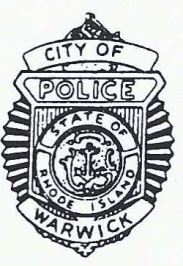 CITY OF
POLICE
STATE OF
RHODE ISLAND
WARWICK